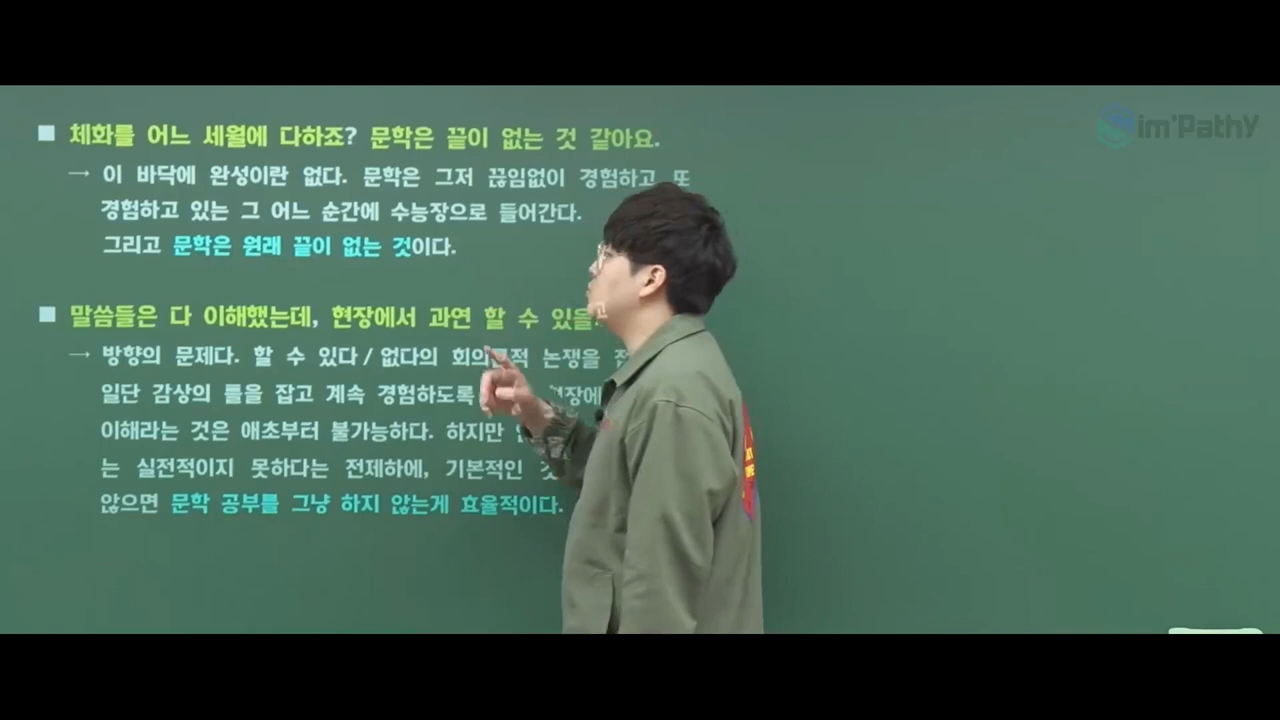 체화를 어느 세월에 다하죠? 문학은 끝이 없는 것 같아요.
→ 이 바닥에 완성이란 없다. 문학은 그저 끊임없이 경험하고 또
경험하고 있는 그 어느 순간에 수능장으로 들어간다.
그리고 문학은 원래 끝이 없는 것이다.
말씀들은 다 이해했는데, 현장에서 과연 할 수 있을
→ 방향의 문제다. 할 수 있다 / 없다의 논쟁을
일단 감상의 틀을 잡고 계속 경험하도록
이해라는 것은 애초부터 불가능하다. 하지만
는 실전적이지 못하다는 전제하에, 기본적인
않으면 문학 공부를 그냥 하지 않는게 효율적이다.
im'Pathy